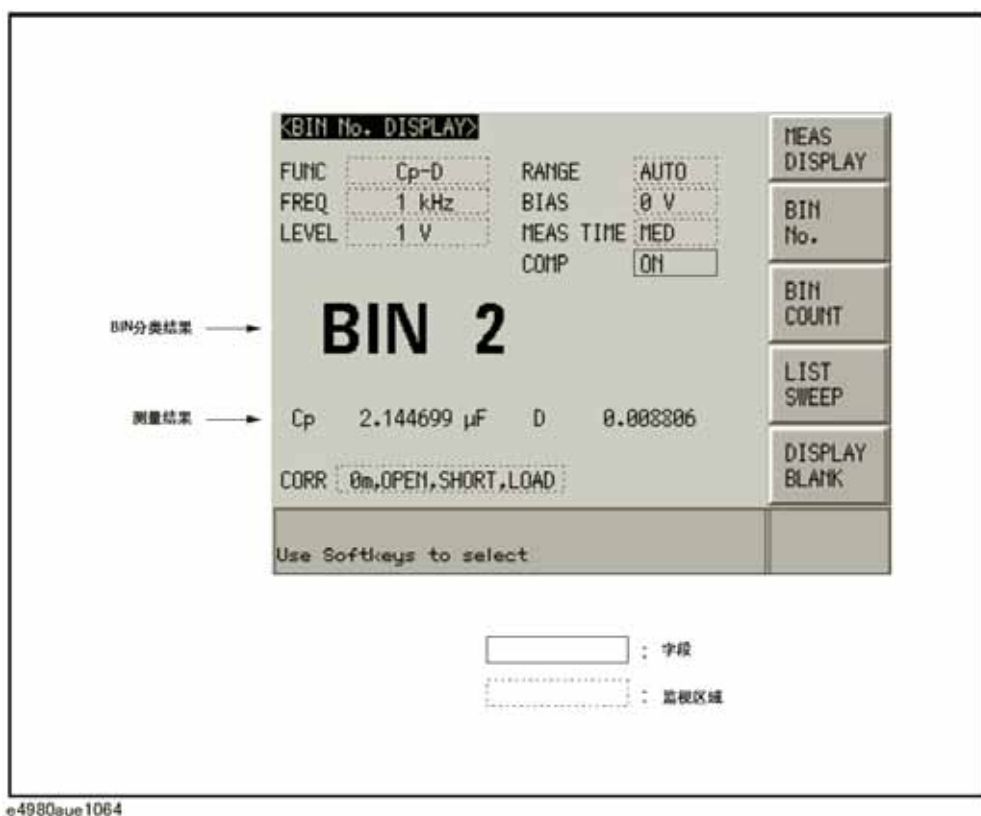 <BIN No. DISPLAY>
FUNC Cp-D RANGE AUTO
FREQ 1 kHz BIAS 0 V
LEVEL 1 V MEAS TIME MED
COMP ON
BIN分类结果
BIN 2
测量结果
Cp 2.144699 µF D 0.008806
CORR 0m,OPEN,SHORT,LOAD
Use Softkeys to select
MEAS
DISPLAY
BIN
No.
BIN
COUNT
LIST
SWEEP
DISPLAY
BLANK
: 字段
: 监视区域
e4980aue1064